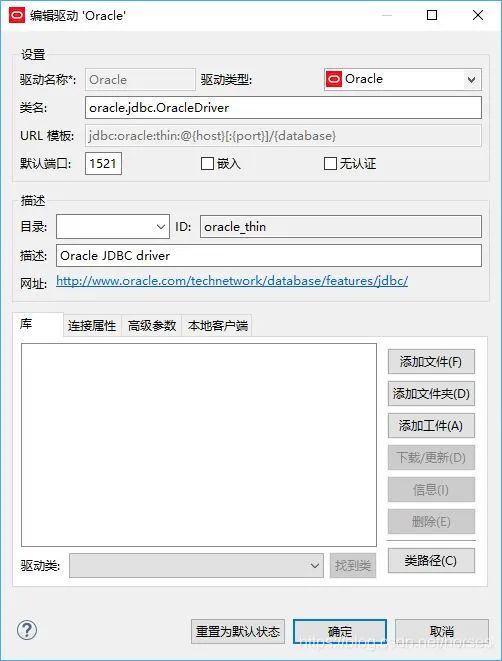 编辑驱动 'Oracle'
设置
驱动名称*: Oracle 驱动类型: Oracle
类名: oracle.jdbc.OracleDriver
URL 模板: jdbc:oracle:thin:@{host}[:{port}]/{database}
默认端口: 1521 嵌入 无认证
描述
目录: ID: oracle_thin
描述: Oracle JDBC driver
网址: http://www.oracle.com/technetwork/database/features/jdbc/
库 连接属性 高级参数 本地客户端
添加文件(F)
添加文件夹(D)
添加工件(A)
下载/更新(D)
信息(I)
删除(E)
类路径(C)
驱动类: 找到类
重置为默认状态 确定 取消
https://blog.csdn.net/horses